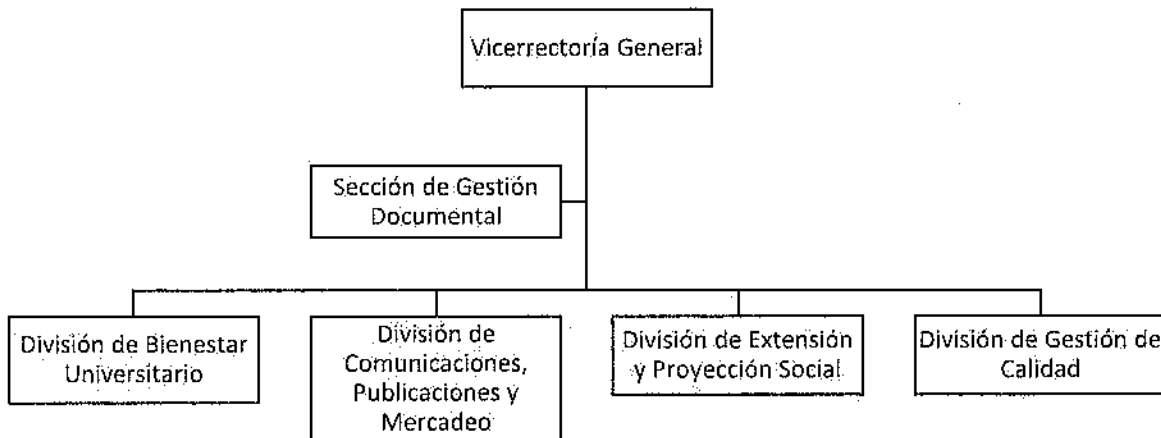 Vicerrectoría General
Sección de Gestión
Documental
División de Bienestar
Universitario
División de
Comunicaciones,
Publicaciones y
Mercadeo
División de Extensión
y Proyección Social
División de Gestión de
Calidad